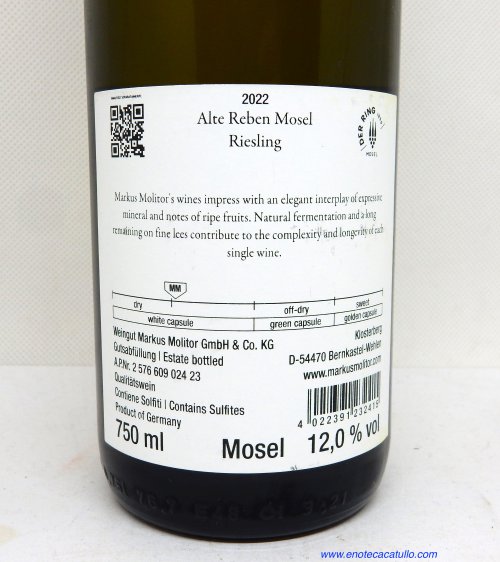 2022
Alte Reben Mosel
Riesling
DER RING
MOSEL
Markus Molitor's wines impress with an elegant interplay of expressive
mineral and notes of ripe fruits. Natural fermentation and a long
remaining on fine lees contribute to the complexity and longevity of each
single wine.
MM
dry off-dry sweet
white capsule green capsule golden capsule
Weingut Markus Molitor GmbH & Co. KG
Gutsabfüllung | Estate bottled
A.P.Nr. 2 576 609 024 23
Qualitätswein
Contiene Solfiti | Contains Sulfites
Product of Germany
Klosterberg
D-54470 Bernkastel-Wehlen
www.markusmolitor.com
4 022391 232415
750 ml Mosel 12,0 % vol
www.enotecacatullo.com